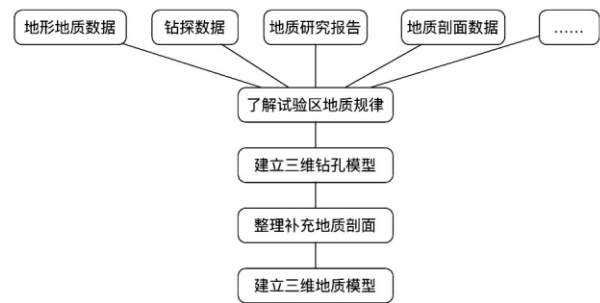 地形地质数据
钻探数据
地质研究报告
地质剖面数据
……
了解试验区地质规律
建立三维钻孔模型
整理补充地质剖面
建立三维地质模型